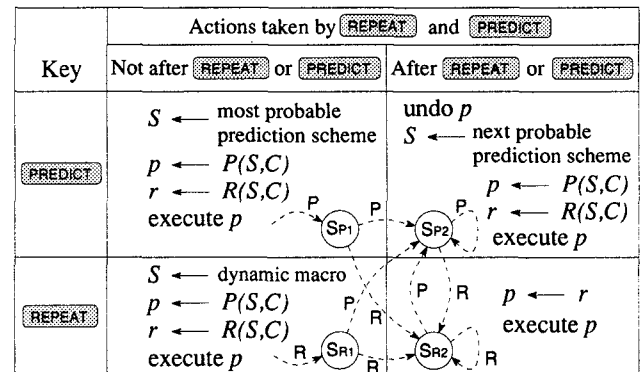 Actions taken by REPEAT and PREDICT
Key
Not after REPEAT or PREDICT
After REPEAT or PREDICT
PREDICT
S ← most probable
prediction scheme
p ← P(S,C)
r ← R(S,C)
execute p
undo p
S ← next probable
prediction scheme
p ← P(S,C)
r ← R(S,C)
execute p
P
SP1
P
SP2
P
REPEAT
S ← dynamic macro
p ← P(S,C)
r ← R(S,C)
execute p
p ← r
execute p
P
R
P
R
R
SR1
R
SR2
R